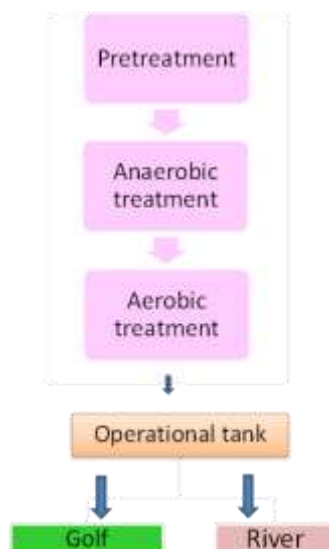 Pretreatment
Anaerobic
treatment
Aerobic
treatment
Operational tank
Golf
River